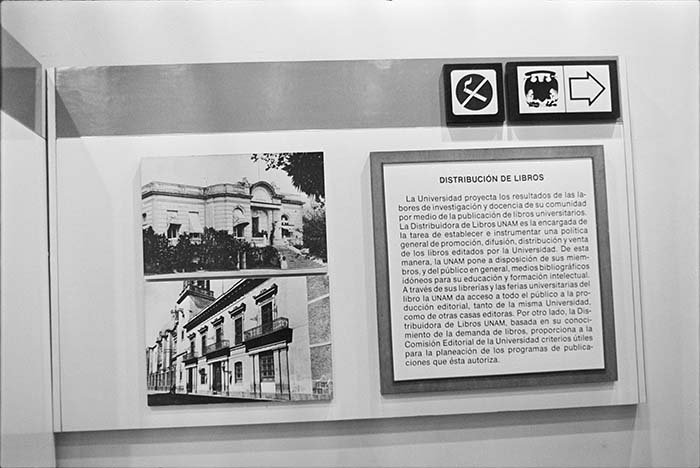 DISTRIBUCIÓN DE LIBROS
La Universidad proyecta los resultados de las la-
bores de investigación y docencia de su comunidad
por medio de la publicación de libros universitarios.
La Distribuidora de Libros UNAM es la encargada de
la tarea de establecer e instrumentar una política
general de promoción, difusión, distribución y venta
de los libros editados por la Universidad. De esta
manera, la UNAM pone a disposición de sus miem-
bros, y del público en general, medios bibliográficos
idóneos para su educación y formación intelectual.
A través de sus librerías y las ferias universitarias del
libro la UNAM da acceso a todo el público a la pro-
ducción editorial, tanto de la misma Universidad,
como de otras casas editoras. Por otro lado, la Dis-
tribuidora de Libros UNAM, basada en su conoci-
miento de la demanda de libros, proporciona a la
Comisión Editorial de la Universidad criterios útiles
para la planeación de los programas de publica-
ciones que ésta autoriza.